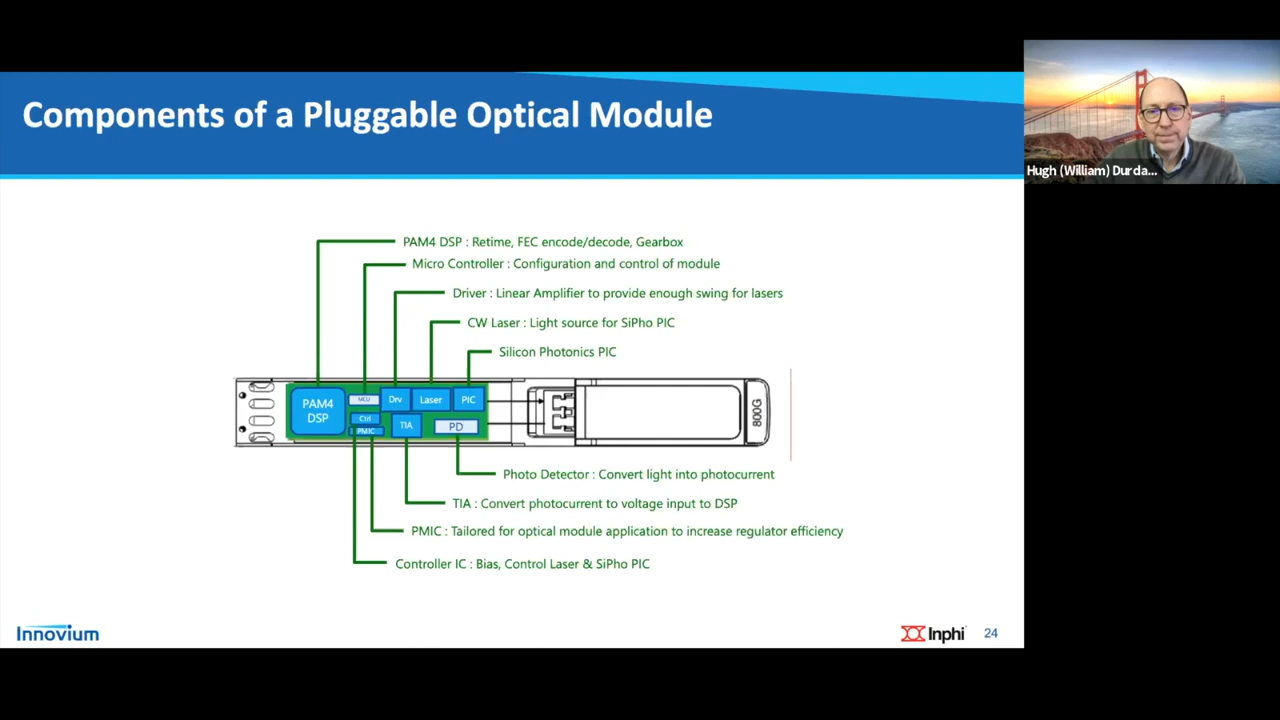 Components of a Pluggable Optical Module
Hugh (William) Durda...
PAM4 DSP : Retime, FEC encode/decode, Gearbox
Micro Controller : Configuration and control of module
Driver : Linear Amplifier to provide enough swing for lasers
CW Laser : Light source for SiPho PIC
Silicon Photonics PIC
PAM4
DSP
MCU
Drv
Laser
PIC
Ctrl
PMIC
TIA
PD
800G
Photo Detector : Convert light into photocurrent
TIA : Convert photocurrent to voltage input to DSP
PMIC : Tailored for optical module application to increase regulator efficiency
Controller IC : Bias, Control Laser & SiPho PIC
Innovium
Inphi
24